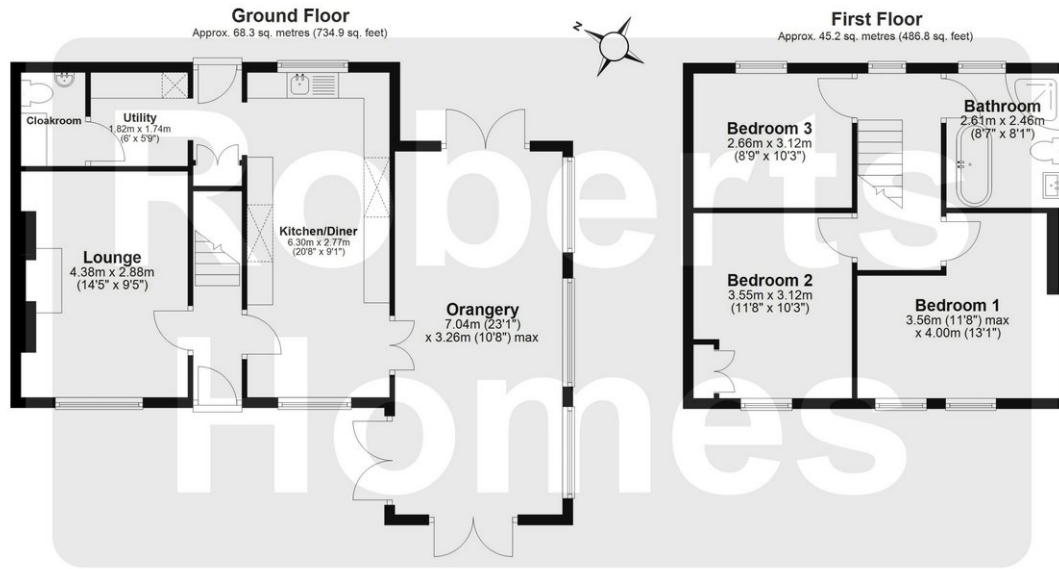 Ground Floor
Approx. 68.3 sq. metres (734.9 sq. feet)
N
First Floor
Approx. 45.2 sq. metres (486.8 sq. feet)
Cloakroom
Utility
1.82m x 1.74m
(6' x 5'9")
Bedroom 3
2.66m x 3.12m
(8'9" x 10'3")
Bathroom
2.61m x 2.46m
(8'7" x 8'1")
Kitchen/Diner
6.30m x 2.77m
(20'8" x 9'1")
Lounge
4.38m x 2.88m
(14'5" x 9'5")
Orangery
7.04m (23'1")
x 3.26m (10'8") max
Bedroom 2
3.55m x 3.12m
(11'8" x 10'3")
Bedroom 1
3.56m (11'8") max
x 4.00m (13'1")
Roberts
Homes